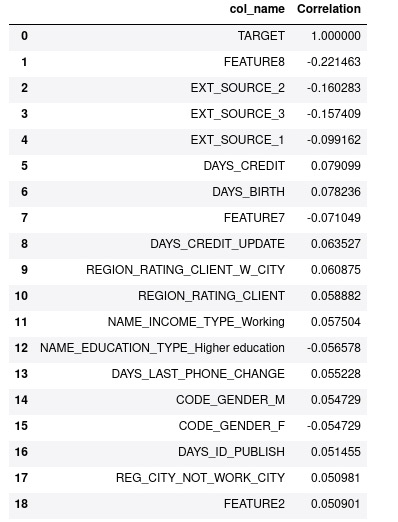 col_name Correlation
0 TARGET 1.000000
1 FEATURE8 -0.221463
2 EXT_SOURCE_2 -0.160283
3 EXT_SOURCE_3 -0.157409
4 EXT_SOURCE_1 -0.099162
5 DAYS_CREDIT 0.079099
6 DAYS_BIRTH 0.078236
7 FEATURE7 -0.071049
8 DAYS_CREDIT_UPDATE 0.063527
9 REGION_RATING_CLIENT_W_CITY 0.060875
10 REGION_RATING_CLIENT 0.058882
11 NAME_INCOME_TYPE_Working 0.057504
12 NAME_EDUCATION_TYPE_Higher education -0.056578
13 DAYS_LAST_PHONE_CHANGE 0.055228
14 CODE_GENDER_M 0.054729
15 CODE_GENDER_F -0.054729
16 DAYS_ID_PUBLISH 0.051455
17 REG_CITY_NOT_WORK_CITY 0.050981
18 FEATURE2 0.050901